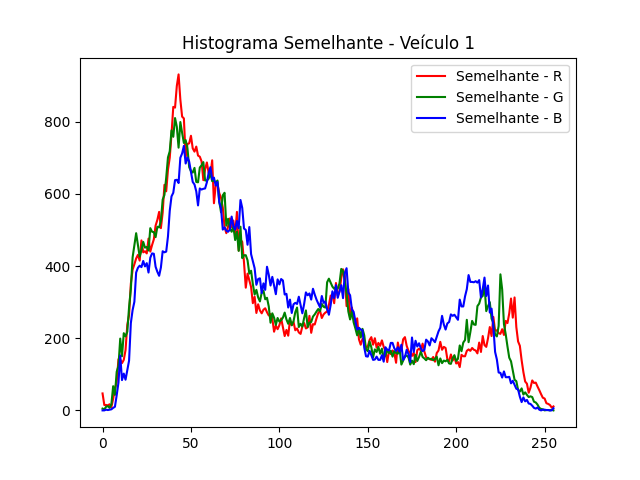 Histograma Semelhante - Veículo 1
Semelhante - R
Semelhante - G
Semelhante - B
800
600
400
200
0
0 50 100 150 200 250